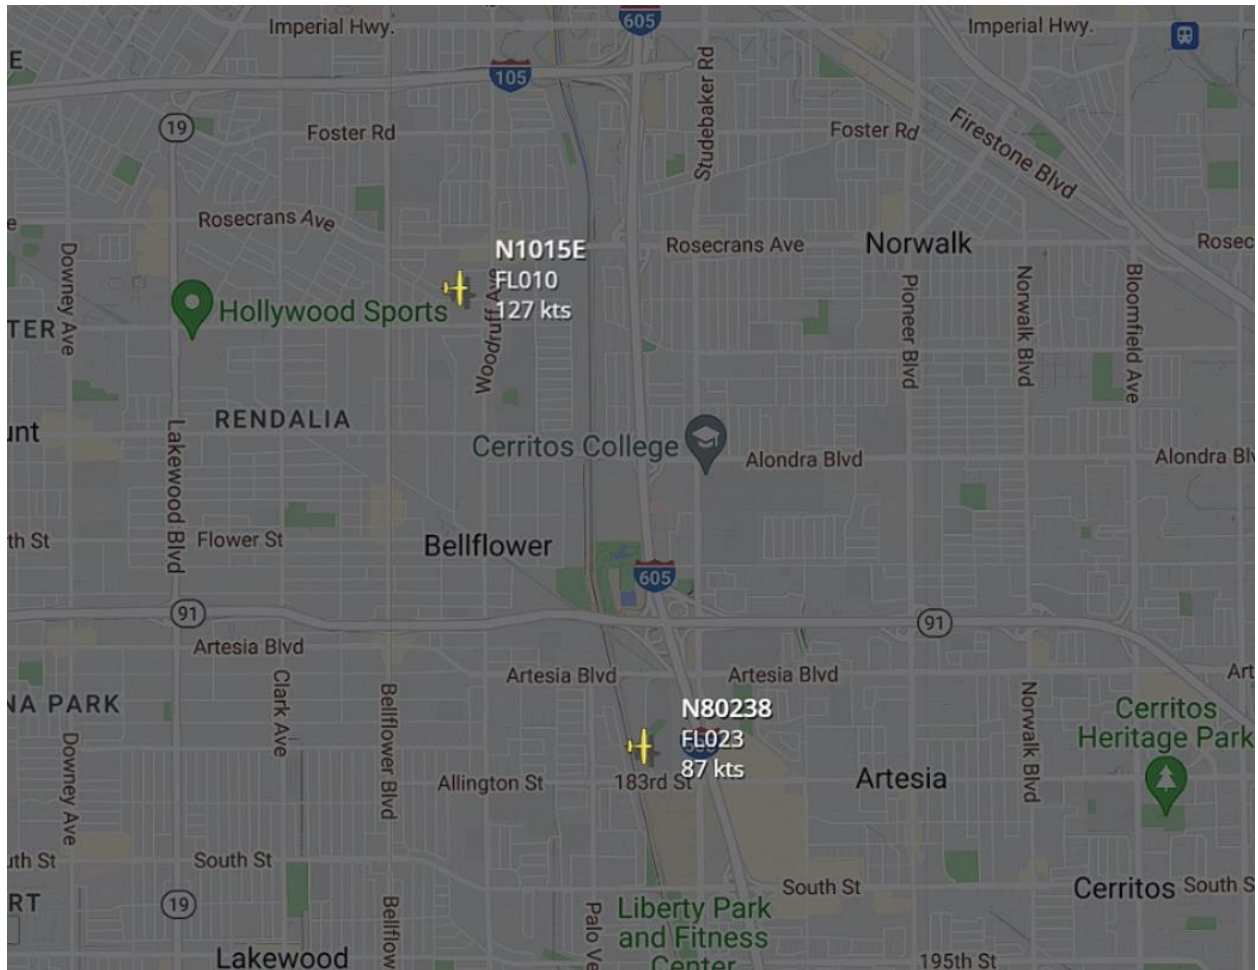 605
Imperial Hwy.
Imperial Hwy.
E
105
Studebaker Rd
19
Foster Rd
Foster Rd
Firestone Blvd
Rosecrans Ave
e
Rosecrans Ave
Norwalk
Rosec
N1015E
FL010
127 kts
Downey Ave
Woodruff Ave
Pioneer Blvd
Norwalk Blvd
Bloomfield Ave
Hollywood Sports
TER
RENDALIA
unt
Lakewood Blvd
Cerritos College
Alondra Blvd
Alondra Blv
th St
Flower St
Bellflower
605
91
91
Artesia Blvd
Artesia Blvd
Artesia Blvd
Art
NA PARK
Clark Ave
Bellflower Blvd
N80238
FL023
87 kts
Norwalk Blvd
Cerritos
Heritage Park
Downey Ave
Allington St
183rd St
Artesia
uth St
South St
South St
Cerritos
South S
RT
19
Bellflow
Palo Ve
Liberty Park
and Fitness
Center
Lakewood
195th St